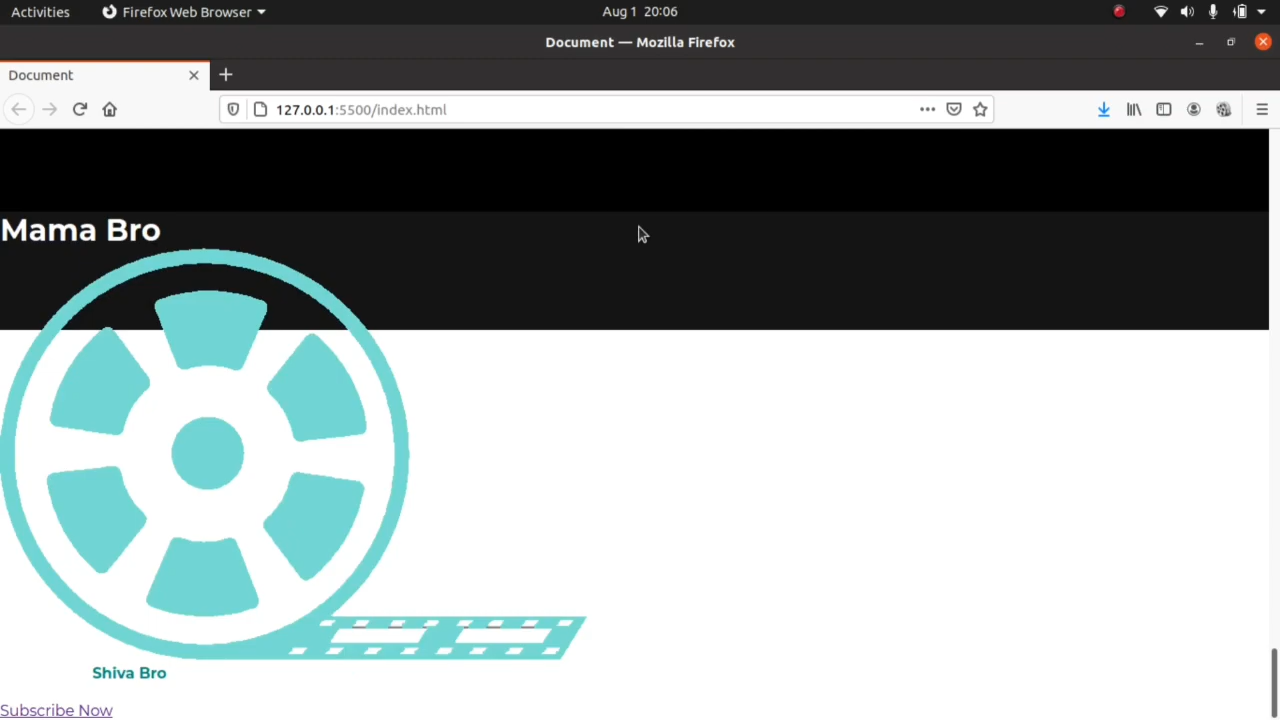 Activities Firefox Web Browser Aug 1 20:06
Document — Mozilla Firefox
Document
127.0.0.1:5500/index.html
Mama Bro
Shiva Bro
Subscribe Now